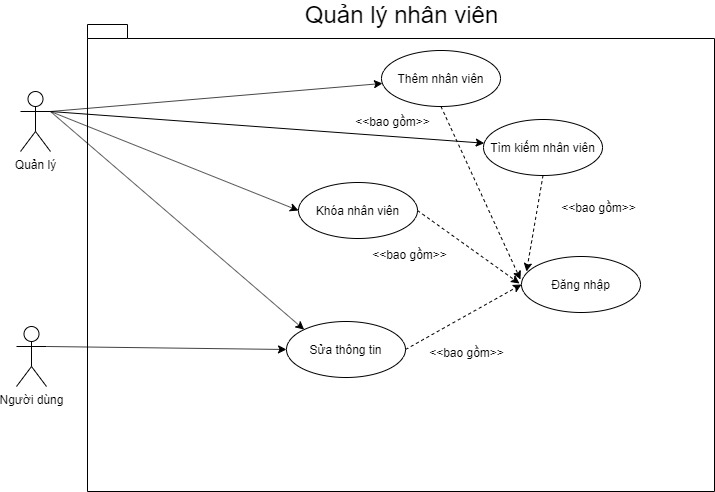 Quản lý nhân viên
Thêm nhân viên
<<bao gồm>>
Tìm kiếm nhân viên
Quản lý
Khóa nhân viên
<<bao gồm>>
<<bao gồm>>
Đăng nhập
Sửa thông tin
<<bao gồm>>
Người dùng